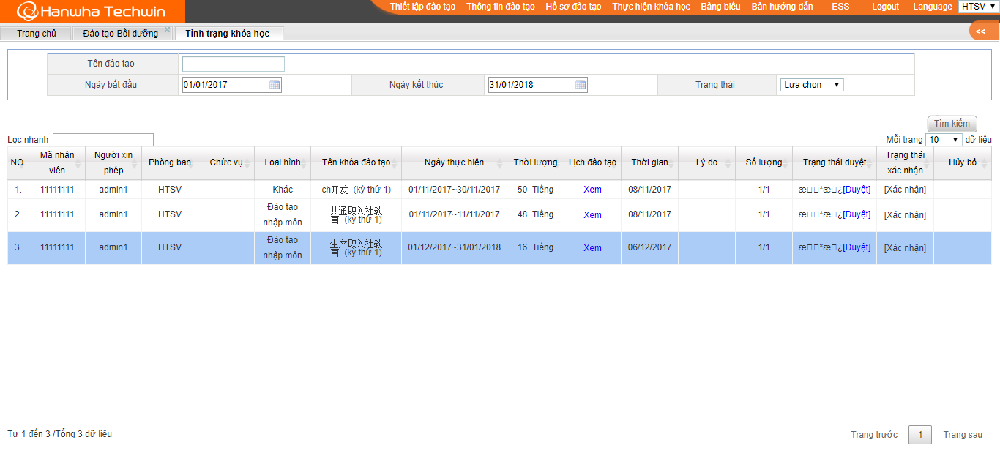 Hanwha Techwin
Thiết lập đào tạo Thông tin đào tạo Hồ sơ đào tạo Thực hiện khóa học Bảng biểu Bản hướng dẫn ESS Logout Language HTSV
Trang chủ Đào tạo-Bồi dưỡng Tình trạng khóa học <<
Tên đào tạo
Ngày bắt đầu 01/01/2017 Ngày kết thúc 31/01/2018 Trạng thái Lựa chọn
Tìm kiếm
Lọc nhanh Mỗi trang 10 dữ liệu
NO. Mã nhân viên Người xin phép Phòng ban Chức vụ Loại hình Tên khóa đào tạo Ngày thực hiện Thời lượng Lịch đào tạo Thời gian Lý do Số lượng Trạng thái duyệt Trạng thái xác nhận Hủy bỏ
1. 11111111 admin1 HTSV Khác ch开发 (kỳ thứ 1) 01/11/2017~30/11/2017 50 Tiếng Xem 08/11/2017 1/1 æ□□*æ□¿[Duyệt] [Xác nhận]
2. 11111111 admin1 HTSV Đào tạo nhập môn 共通职入社教育 (kỳ thứ 1) 01/11/2017~11/11/2017 48 Tiếng Xem 08/11/2017 1/1 æ□□*æ□¿[Duyệt] [Xác nhận]
3. 11111111 admin1 HTSV Đào tạo nhập môn 生产职入社教育 (kỳ thứ 1) 01/12/2017~31/01/2018 16 Tiếng Xem 06/12/2017 1/1 æ□□*æ□¿[Duyệt] [Xác nhận]
Từ 1 đến 3 /Tổng 3 dữ liệu Trang trước 1 Trang sau